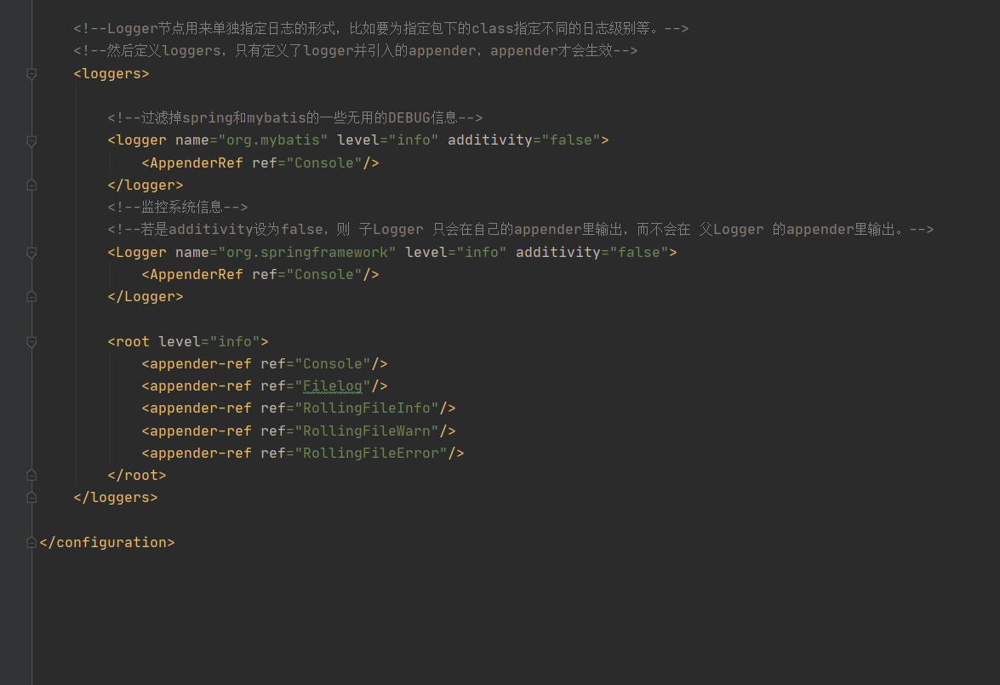 <!--Logger节点用来单独指定日志的形式，比如要为指定包下的class指定不同的日志级别等。-->
<!--然后定义loggers，只有定义了logger并引入的appender，appender才会生效-->
<loggers>
<!--过滤掉spring和mybatis的一些无用的DEBUG信息-->
<logger name="org.mybatis" level="info" additivity="false">
<AppenderRef ref="Console"/>
</logger>
<!--监控系统信息-->
<!--若是additivity设为false，则 子Logger 只会在自己的appender里输出，而不会在 父Logger 的appender里输出。-->
<Logger name="org.springframework" level="info" additivity="false">
<AppenderRef ref="Console"/>
</Logger>
<root level="info">
<appender-ref ref="Console"/>
<appender-ref ref="Filelog"/>
<appender-ref ref="RollingFileInfo"/>
<appender-ref ref="RollingFileWarn"/>
<appender-ref ref="RollingFileError"/>
</root>
</loggers>
</configuration>